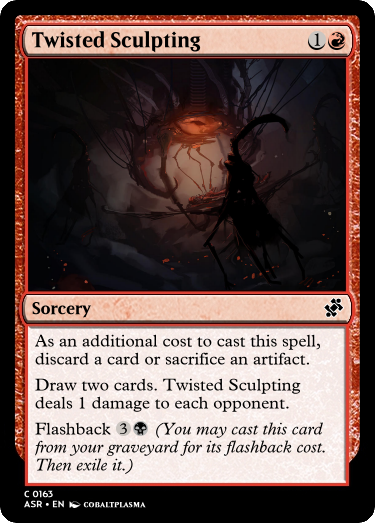 Twisted Sculpting 1
Sorcery
As an additional cost to cast this spell,
discard a card or sacrifice an artifact.
Draw two cards. Twisted Sculpting
deals 1 damage to each opponent.
Flashback 3 (You may cast this card
from your graveyard for its flashback cost.
Then exile it.)
C 0163
ASR • EN COBALTPLASMA